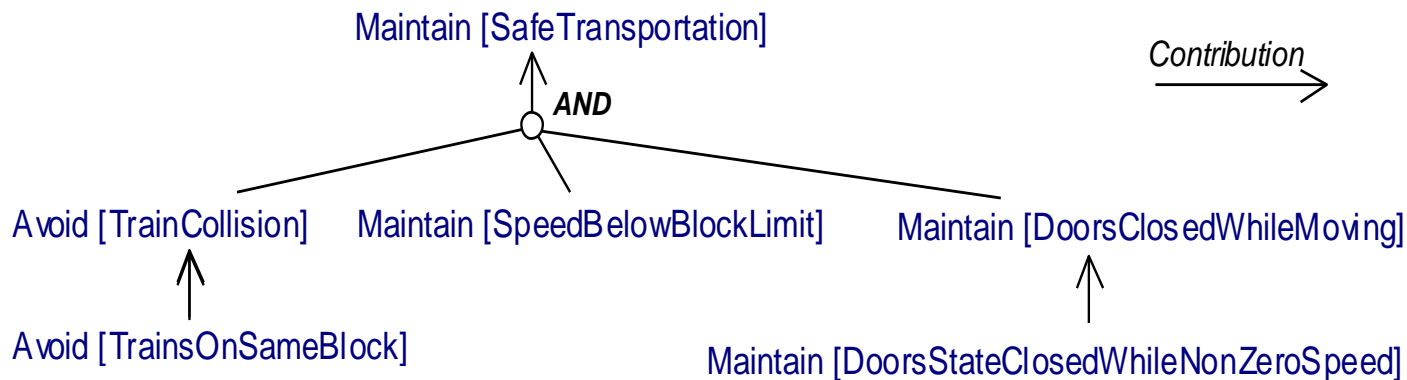 Maintain [SafeTransportation]
Contribution
AND
Avoid [TrainCollision]
Maintain [SpeedBelowBlockLimit]
Maintain [DoorsClosedWhileMoving]
Avoid [TrainsOnSameBlock]
Maintain [DoorsStateClosedWhileNonZeroSpeed]